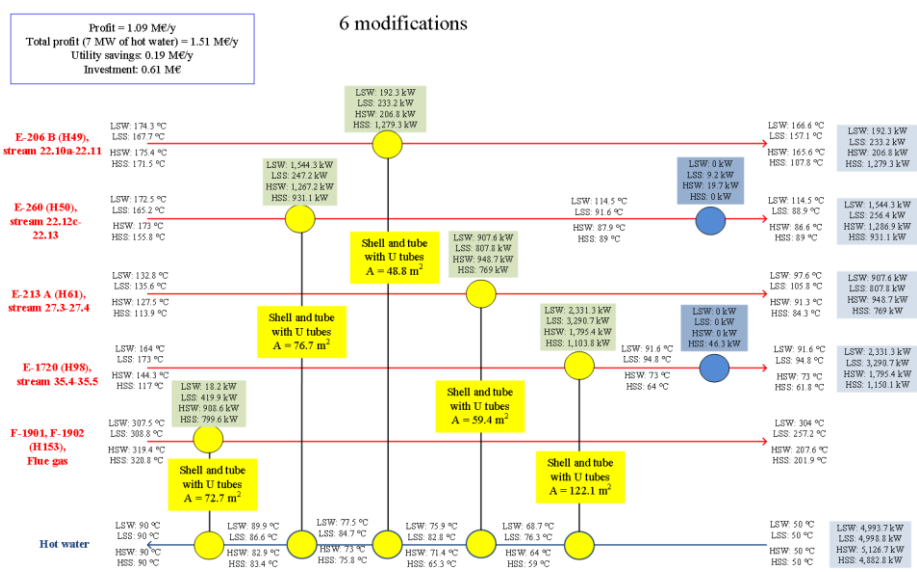 6 modifications
Profit = 1.09 M€/y
Total profit (7 MW of hot water) = 1.51 M€/y
Utility savings: 0.19 M€/y
Investment: 0.61 M€
LSW: 192.3 kW
LSS: 233.2 kW
HSW: 206.8 kW
HSS: 1,279.3 kW
E-206 B (H49),
stream 22.10a-22.11
LSW: 174.3 °C
LSS: 167.7 °C
HSW: 175.4 °C
HSS: 171.5 °C
LSW: 166.6 °C
LSS: 157.1 °C
HSW: 165.6 °C
HSS: 107.8 °C
LSW: 192.3 kW
LSS: 233.2 kW
HSW: 206.8 kW
HSS: 1,279.3 kW
LSW: 1,544.3 kW
LSS: 247.2 kW
HSW: 1,267.2 kW
HSS: 931.1 kW
LSW: 0 kW
LSS: 9.2 kW
HSW: 19.7 kW
HSS: 0 kW
E-260 (H50),
stream 22.12c-
22.13
LSW: 172.5 °C
LSS: 165.2 °C
HSW: 173 °C
HSS: 155.8 °C
LSW: 114.5 °C
LSS: 91.6 °C
HSW: 87.9 °C
HSS: 89 °C
LSW: 114.5 °C
LSS: 88.9 °C
HSW: 86.6 °C
HSS: 89 °C
LSW: 1,544.3 kW
LSS: 256.4 kW
HSW: 1,286.9 kW
HSS: 931.1 kW
Shell and tube
with U tubes
A = 48.8 m²
LSW: 907.6 kW
LSS: 807.8 kW
HSW: 948.7 kW
HSS: 769 kW
E-213 A (H61),
stream 27.3-27.4
LSW: 132.8 °C
LSS: 135.6 °C
HSW: 127.5 °C
HSS: 113.9 °C
LSW: 97.6 °C
LSS: 105.8 °C
HSW: 91.3 °C
HSS: 84.3 °C
LSW: 907.6 kW
LSS: 807.8 kW
HSW: 948.7 kW
HSS: 769 kW
Shell and tube
with U tubes
A = 76.7 m²
LSW: 2,331.3 kW
LSS: 3,290.7 kW
HSW: 1,795.4 kW
HSS: 1,103.8 kW
LSW: 0 kW
LSS: 0 kW
HSW: 0 kW
HSS: 46.3 kW
E-1720 (H98),
stream 35.4-35.5
LSW: 164 °C
LSS: 173 °C
HSW: 144.3 °C
HSS: 117 °C
LSW: 91.6 °C
LSS: 94.8 °C
HSW: 73 °C
HSS: 64 °C
LSW: 91.6 °C
LSS: 94.8 °C
HSW: 73 °C
HSS: 61.8 °C
LSW: 2,331.3 kW
LSS: 3,290.7 kW
HSW: 1,795.4 kW
HSS: 1,150.1 kW
LSW: 18.2 kW
LSS: 419.9 kW
HSW: 908.6 kW
HSS: 799.6 kW
Shell and tube
with U tubes
A = 59.4 m²
F-1901, F-1902
(H153),
Flue gas
LSW: 307.5 °C
LSS: 308.8 °C
HSW: 319.4 °C
HSS: 320.8 °C
LSW: 304 °C
LSS: 257.2 °C
HSW: 207.6 °C
HSS: 201.9 °C
Shell and tube
with U tubes
A = 72.7 m²
Shell and tube
with U tubes
A = 122.1 m²
Hot water
LSW: 90 °C
LSS: 90 °C
HSW: 90 °C
HSS: 90 °C
LSW: 89.9 °C
LSS: 86.6 °C
HSW: 82.9 °C
HSS: 83.4 °C
LSW: 77.5 °C
LSS: 84.7 °C
HSW: 73 °C
HSS: 75.8 °C
LSW: 75.9 °C
LSS: 82.8 °C
HSW: 71.4 °C
HSS: 65.3 °C
LSW: 68.7 °C
LSS: 76.3 °C
HSW: 64 °C
HSS: 59 °C
LSW: 50 °C
LSS: 50 °C
HSW: 50 °C
HSS: 50 °C
LSW: 4,993.7 kW
LSS: 4,998.8 kW
HSW: 5,126.7 kW
HSS: 4,882.8 kW